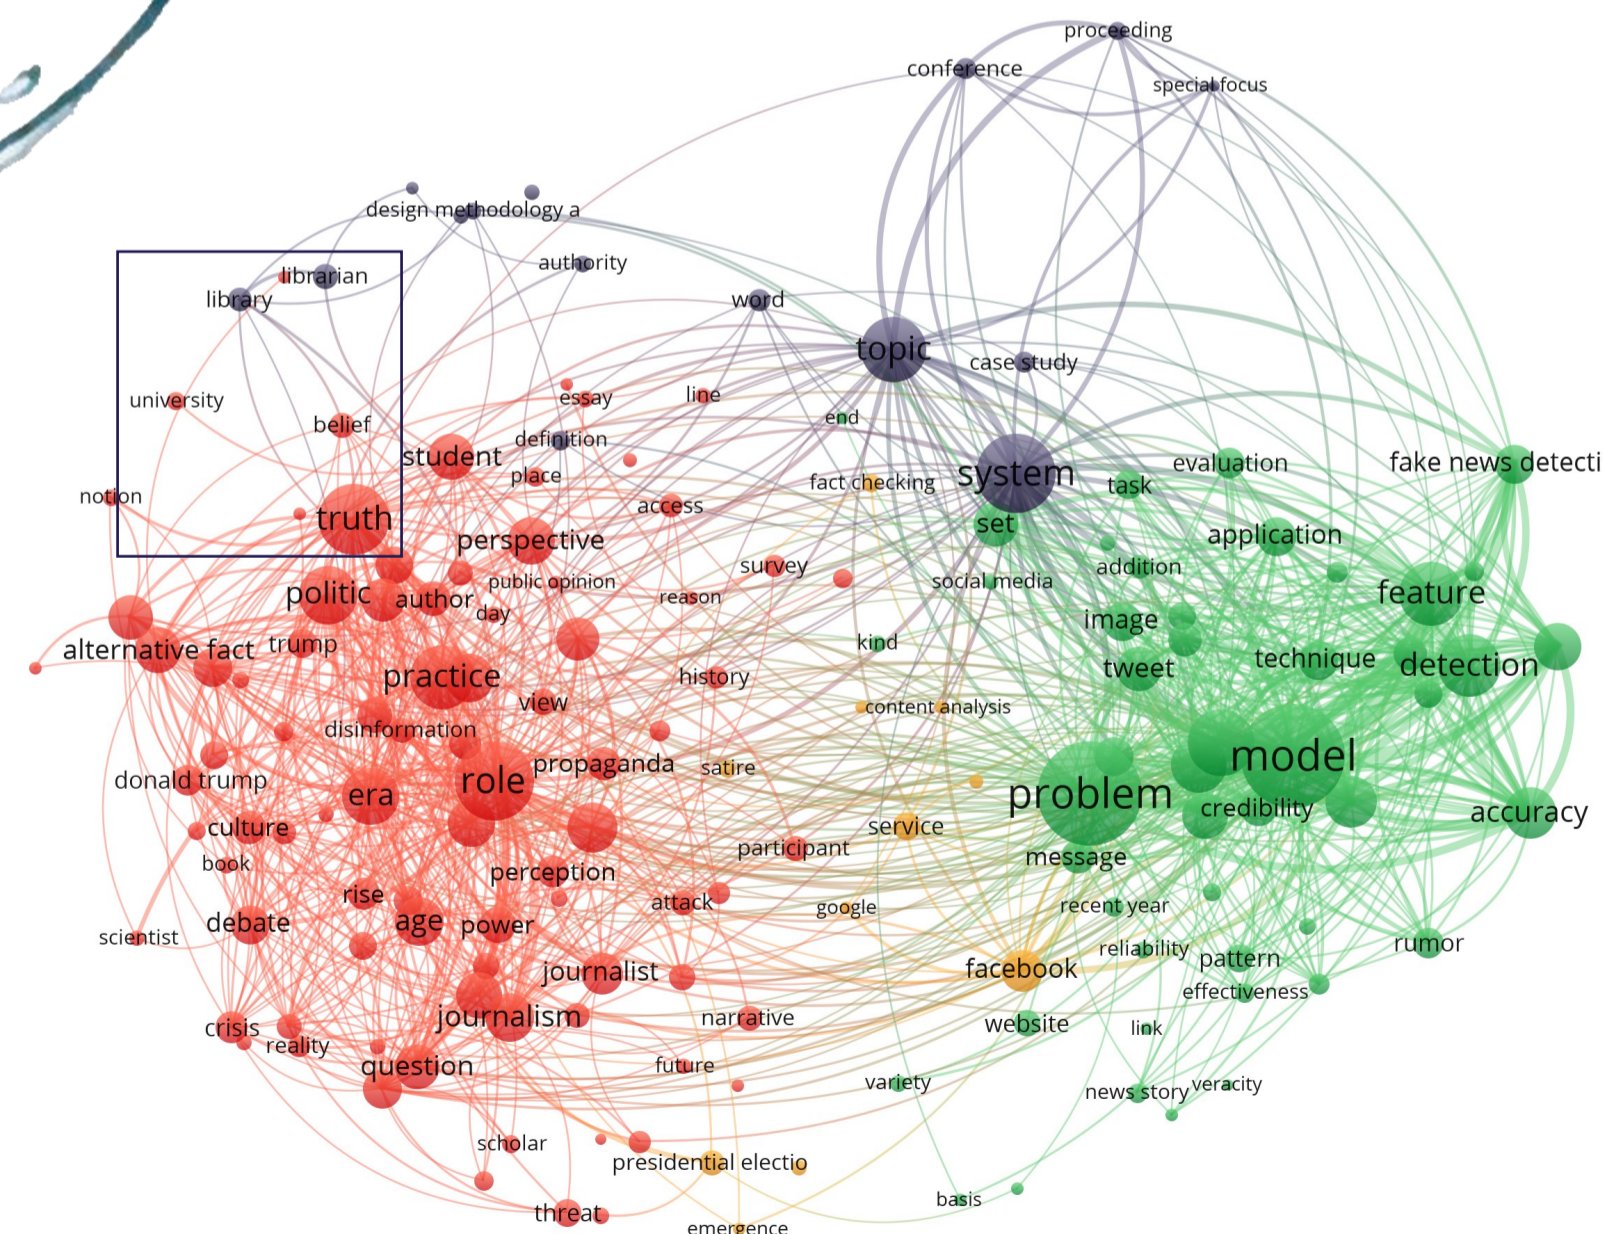 proceeding
conference
special focus
design methodology a
authority
librarian
library
word
topic
case study
university
essay
line
belief
end
definition
student
place
fact checking
system
evaluation
fake news detecti
task
notion
access
truth
set
perspective
application
survey
public opinion
social media
addition
politic
author
reason
day
feature
image
alternative fact
trump
kind
technique
detection
tweet
practice
history
view
content analysis
disinformation
propaganda
satire
model
donald trump
role
era
problem
credibility
accuracy
culture
service
participant
message
book
perception
rise
attack
google
recent year
debate
age
power
scientist
rumor
reliability
pattern
journalist
facebook
effectiveness
journalism
narrative
website
link
crisis
reality
question
future
variety
news story
veracity
scholar
presidential electio
basis
threat
emergence